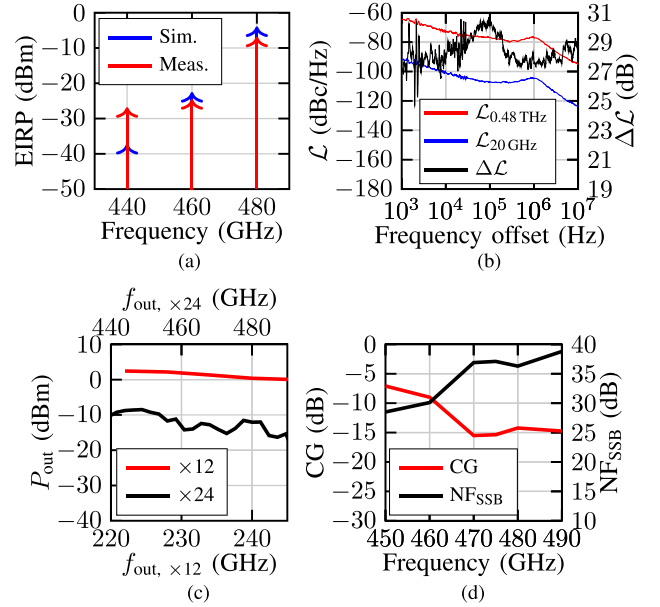 0
−10
−20
−30
−40
−50
EIRP (dBm)
Sim.
Meas.
440 460 480
Frequency (GHz)
(a)
−60
−80
−100
−120
−140
−160
−180
ℒ (dBc/Hz)
ℒ0.48 THz
ℒ20 GHz
Δℒ
31
29
27
25
23
21
19
Δℒ (dB)
10³ 10⁴ 10⁵ 10⁶ 10⁷
Frequency offset (Hz)
(b)
fout, ×24 (GHz)
440 460 480
10
0
−10
−20
−30
−40
Pout (dBm)
×12
×24
220 230 240
fout, ×12 (GHz)
(c)
0
−5
−10
−15
−20
−25
−30
CG (dB)
CG
NFSSB
40
35
30
25
20
15
10
NFSSB (dB)
450 460 470 480 490
Frequency (GHz)
(d)